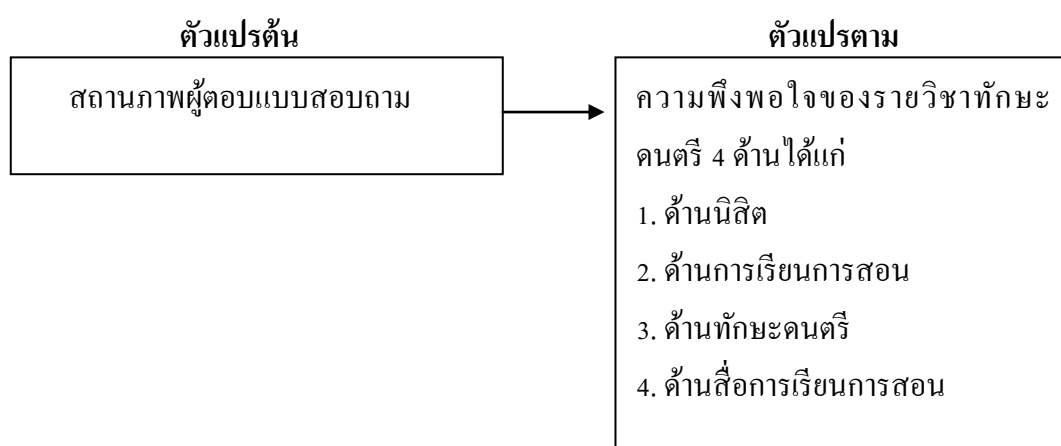 ตัวแปรต้น
สถานภาพผู้ตอบแบบสอบถาม
ตัวแปรตาม
ความพึงพอใจของรายวิชาทักษะ
ดนตรี 4 ด้านได้แก่
1. ด้านนิสิต
2. ด้านการเรียนการสอน
3. ด้านทักษะดนตรี
4. ด้านสื่อการเรียนการสอน